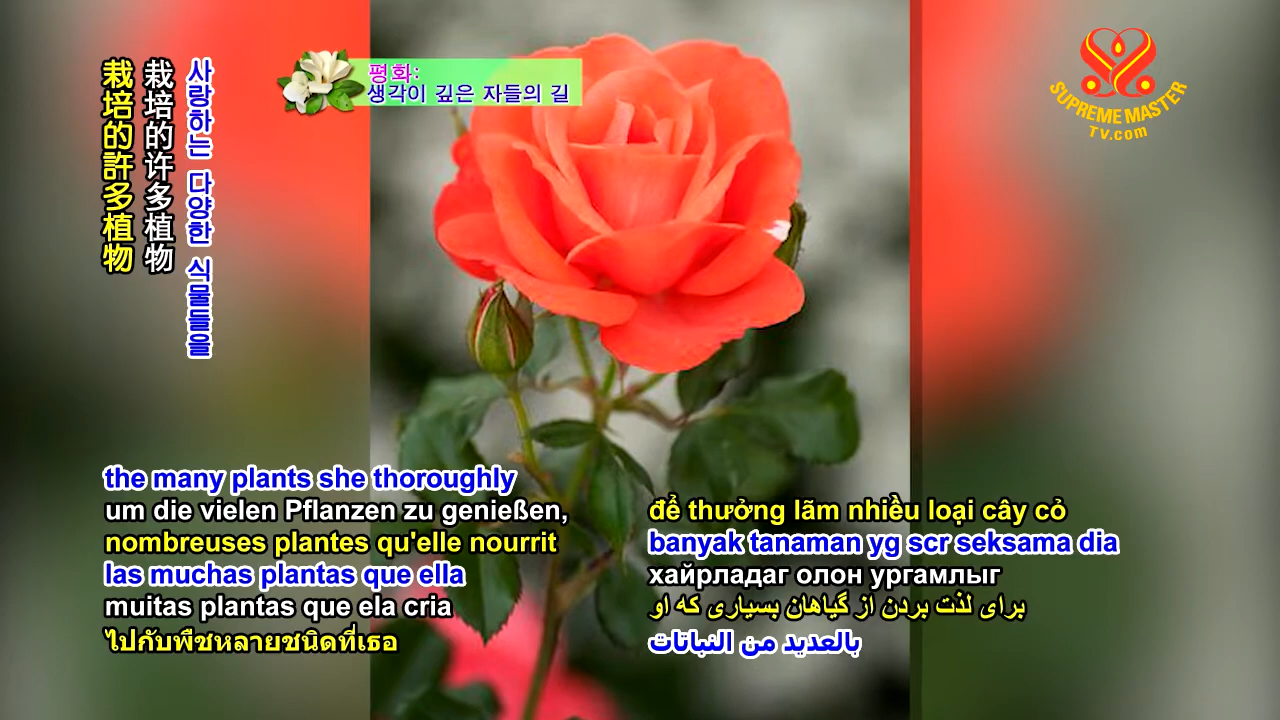 栽培的許多植物
栽培的许多植物
사랑하는 다양한 식물들을
평화:
생각이 깊은 자들의 길
SUPREME MASTER
TV.com
the many plants she thoroughly
um die vielen Pflanzen zu genießen,
nombreuses plantes qu'elle nourrit
las muchas plantas que ella
muitas plantas que ela cria
ไปกับพืชหลายชนิดที่เธอ
để thưởng lãm nhiều loại cây cỏ
banyak tanaman yg scr seksama dia
хайрладаг олон ургамлыг
برای لذت بردن از گیاهان بسیاری که او
بالعديد من النباتات